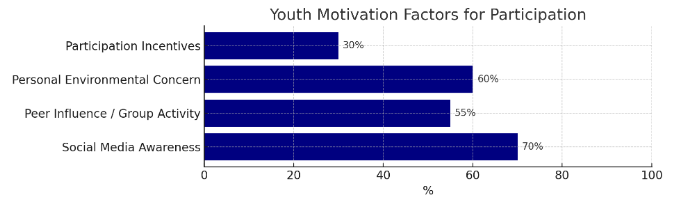 Youth Motivation Factors for Participation
Participation Incentives 30%
Personal Environmental Concern 60%
Peer Influence / Group Activity 55%
Social Media Awareness 70%
0 20 40 60 80 100
%